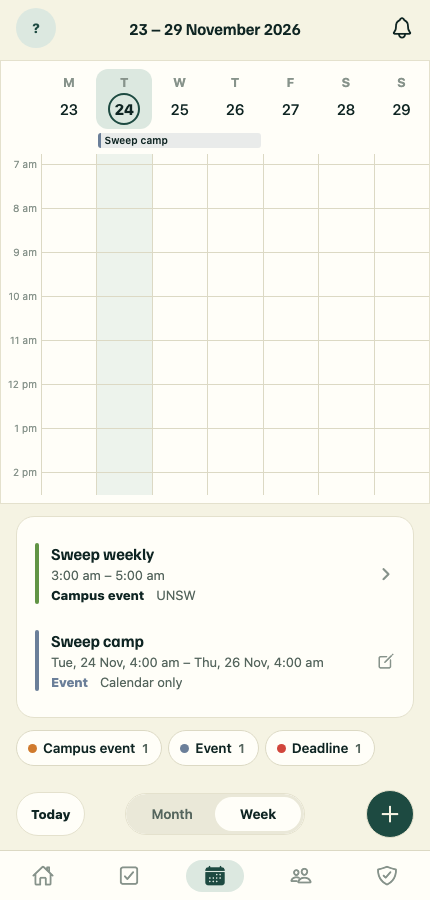 ?
23 – 29 November 2026
M T W T F S S
23 24 25 26 27 28 29
Sweep camp
7 am
8 am
9 am
10 am
11 am
12 pm
1 pm
2 pm
Sweep weekly
3:00 am – 5:00 am
Campus event UNSW
Sweep camp
Tue, 24 Nov, 4:00 am – Thu, 26 Nov, 4:00 am
Event Calendar only
Campus event 1 Event 1 Deadline 1
Today Month Week